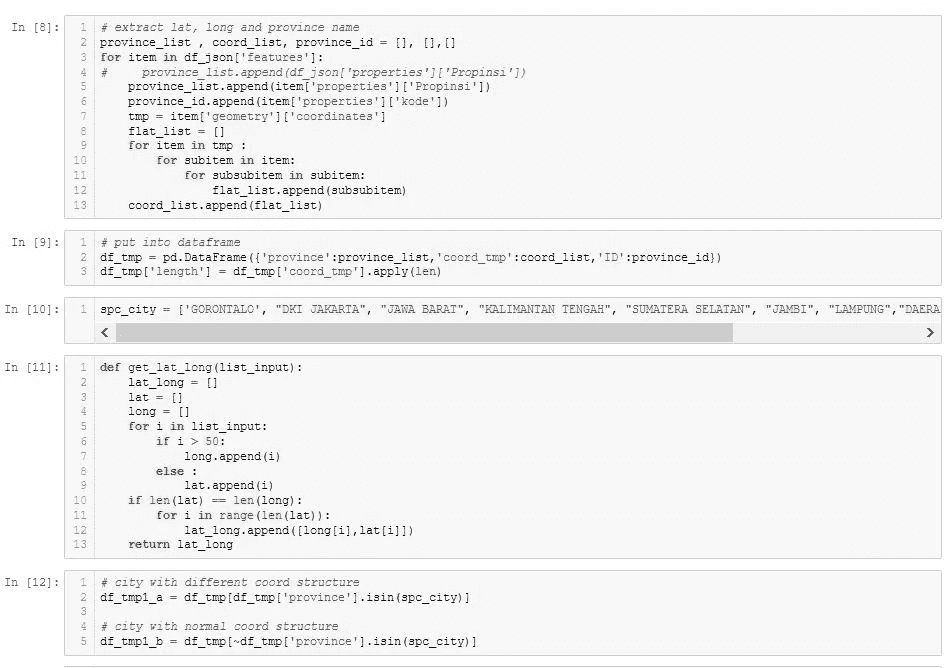 In [8]:
1 # extract lat, long and province name
2 province_list , coord_list, province_id = [], [],[]
3 for item in df_json['features']:
4 #     province_list.append(df_json['properties']['Propinsi'])
5     province_list.append(item['properties']['Propinsi'])
6     province_id.append(item['properties']['kode'])
7     tmp = item['geometry']['coordinates']
8     flat_list = []
9     for item in tmp :
10         for subitem in item:
11             for subsubitem in subitem:
12                 flat_list.append(subsubitem)
13     coord_list.append(flat_list)
In [9]:
1 # put into dataframe
2 df_tmp = pd.DataFrame({'province':province_list,'coord_tmp':coord_list,'ID':province_id})
3 df_tmp['length'] = df_tmp['coord_tmp'].apply(len)
In [10]:
1 spc_city = ['GORONTALO', "DKI JAKARTA", "JAWA BARAT", "KALIMANTAN TENGAH", "SUMATERA SELATAN", "JAMBI", "LAMPUNG","DAERA
In [11]:
1 def get_lat_long(list_input):
2     lat_long = []
3     lat = []
4     long = []
5     for i in list_input:
6         if i > 50:
7             long.append(i)
8         else :
9             lat.append(i)
10     if len(lat) == len(long):
11         for i in range(len(lat)):
12             lat_long.append([long[i],lat[i]])
13     return lat_long
In [12]:
1 # city with different coord structure
2 df_tmp1_a = df_tmp[df_tmp['province'].isin(spc_city)]
3
4 # city with normal coord structure
5 df_tmp1_b = df_tmp[~df_tmp['province'].isin(spc_city)]